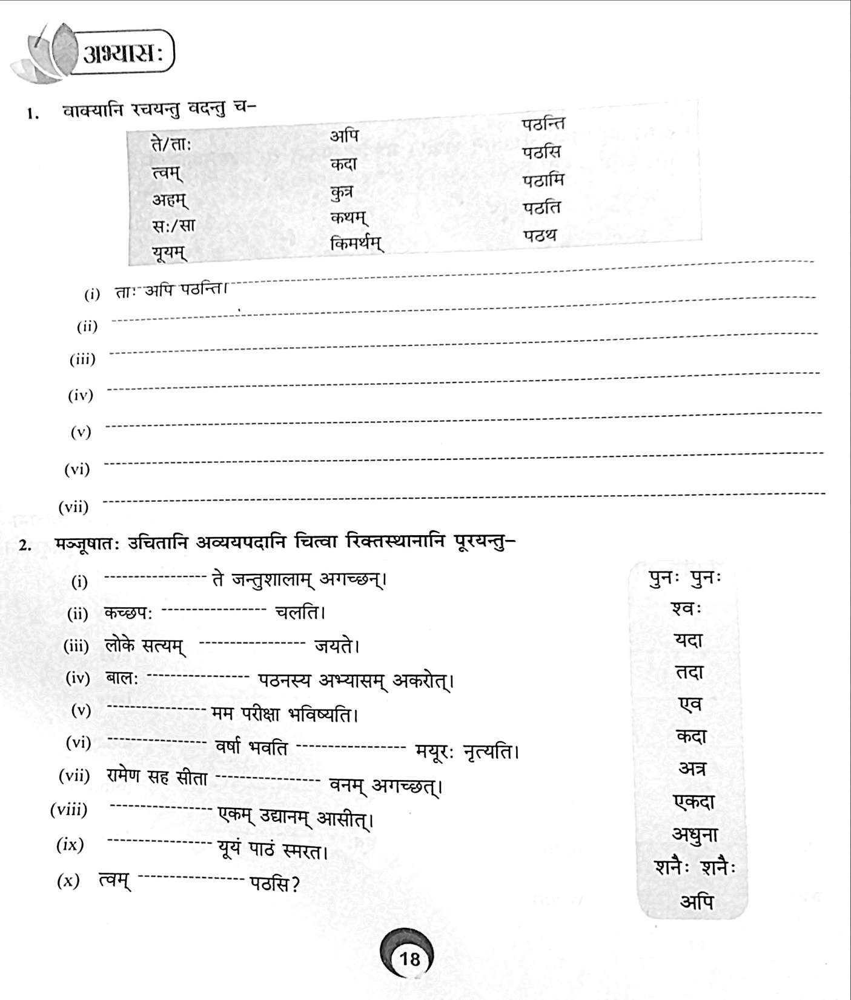 अभ्यासः
1. वाक्यानि रचयन्तु वदन्तु च-
ते/ताः अपि पठन्ति
त्वम् कदा पठसि
अहम् कुत्र पठामि
सः/सा कथम् पठति
यूयम् किमर्थम् पठथ
(i) ताः अपि पठन्ति।
(ii)
(iii)
(iv)
(v)
(vi)
(vii)
2. मञ्जूषातः उचितानि अव्ययपदानि चित्वा रिक्तस्थानानि पूरयन्तु-
(i) ---------------- ते जन्तुशालाम् अगच्छन्।
(ii) कच्छपः ---------------- चलति।
(iii) लोके सत्यम् ---------------- जयते।
(iv) बालः ---------------- पठनस्य अभ्यासम् अकरोत्।
(v) ---------------- मम परीक्षा भविष्यति।
(vi) ---------------- वर्षा भवति ---------------- मयूरः नृत्यति।
(vii) रामेण सह सीता ---------------- वनम् अगच्छत्।
(viii) ---------------- एकम् उद्यानम् आसीत्।
(ix) ---------------- यूयं पाठं स्मरत।
(x) त्वम् ---------------- पठसि?
पुनः पुनः
श्वः
यदा
तदा
एव
कदा
अत्र
एकदा
अधुना
शनैः शनैः
अपि
18